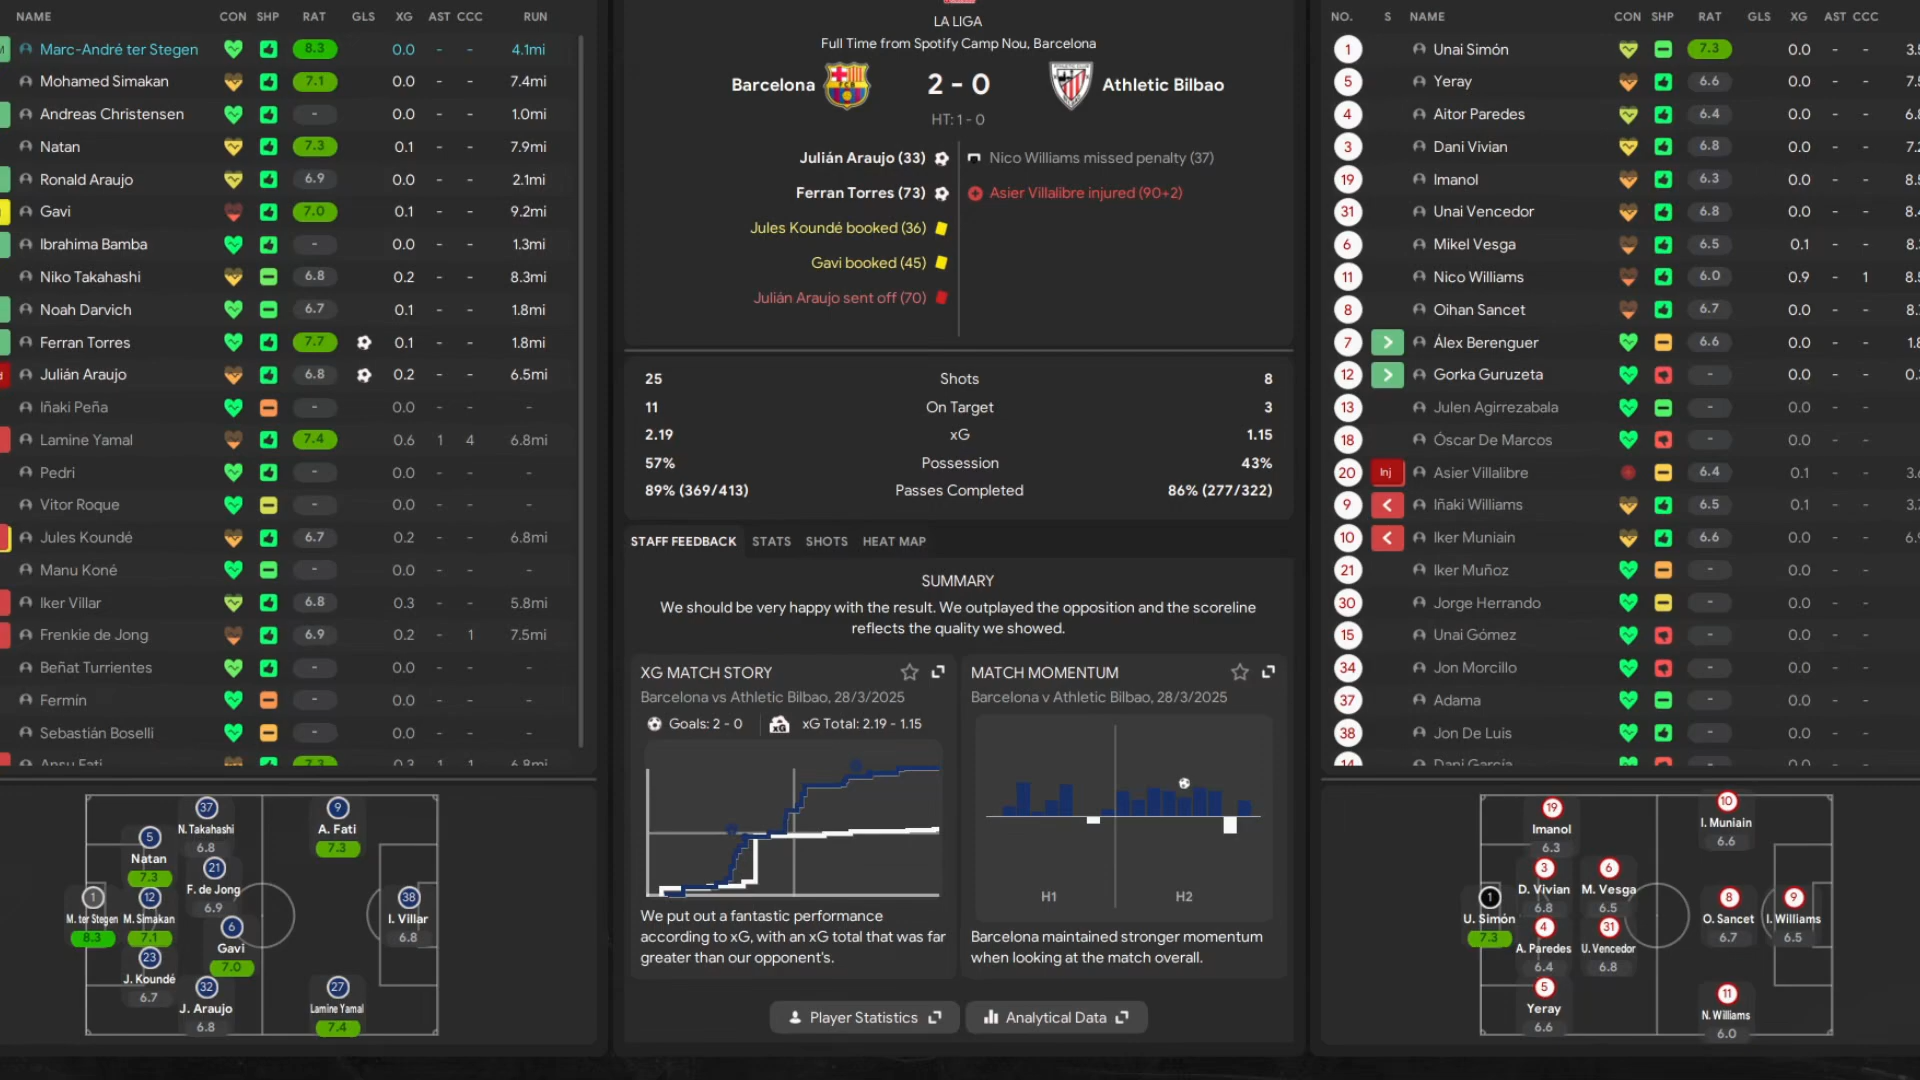 NAME CON SHP RAT GLS XG AST CCC RUN
Marc-André ter Stegen 8.3 0.0 - - 4.1mi
Mohamed Simakan 7.1 0.0 - - 7.4mi
Andreas Christensen - 0.0 - - 1.0mi
Natan 7.3 0.1 - - 7.9mi
Ronald Araujo 6.9 0.0 - - 2.1mi
Gavi 7.0 0.1 - - 9.2mi
Ibrahima Bamba - 0.0 - - 1.3mi
Niko Takahashi 6.8 0.2 - - 8.3mi
Noah Darvich 6.7 0.1 - - 1.8mi
Ferran Torres 7.7 0.1 - - 1.8mi
Julián Araujo 6.8 0.2 - - 6.5mi
Iñaki Peña - 0.0 - - -
Lamine Yamal 7.4 0.6 1 4 6.8mi
Pedri - 0.0 - - -
Vitor Roque - 0.0 - - -
Jules Koundé 6.7 0.2 - - 6.8mi
Manu Koné - 0.0 - - -
Iker Villar 6.8 0.3 - - 5.8mi
Frenkie de Jong 6.9 0.2 - 1 7.5mi
Beñat Turrientes - 0.0 - - -
Fermín - 0.0 - - -
Sebastián Boselli - 0.0 - - -
Ansu Fati 7.3 0.3 1 1 6.8mi
37
N. Takahashi
6.8
9
A. Fati
7.3
5
Natan
7.3
21
F. de Jong
6.9
1
M. ter Stegen
8.3
12
M. Simakan
7.1
6
Gavi
7.0
38
I. Villar
6.8
23
J. Koundé
6.7
32
J. Araujo
6.8
27
Lamine Yamal
7.4
LA LIGA
Full Time from Spotify Camp Nou, Barcelona
Barcelona 2 - 0 Athletic Bilbao
HT: 1 - 0
Julián Araujo (33) Nico Williams missed penalty (37)
Ferran Torres (73) Asier Villalibre injured (90+2)
Jules Koundé booked (36)
Gavi booked (45)
Julián Araujo sent off (70)
25 Shots 8
11 On Target 3
2.19 xG 1.15
57% Possession 43%
89% (369/413) Passes Completed 86% (277/322)
STAFF FEEDBACK STATS SHOTS HEAT MAP
SUMMARY
We should be very happy with the result. We outplayed the opposition and the scoreline
reflects the quality we showed.
XG MATCH STORY
Barcelona vs Athletic Bilbao, 28/3/2025
Goals: 2 - 0 xG xG Total: 2.19 - 1.15
We put out a fantastic performance
according to xG, with an xG total that was far
greater than our opponent's.
MATCH MOMENTUM
Barcelona v Athletic Bilbao, 28/3/2025
H1 H2
Barcelona maintained stronger momentum
when looking at the match overall.
Player Statistics Analytical Data
NO. S NAME CON SHP RAT GLS XG AST CCC
1 Unai Simón 7.3 0.0 - -
5 Yeray 6.6 0.0 - -
4 Aitor Paredes 6.4 0.0 - -
3 Dani Vivian 6.8 0.0 - -
19 Imanol 6.3 0.0 - -
31 Unai Vencedor 6.8 0.0 - -
6 Mikel Vesga 6.5 0.1 - -
11 Nico Williams 6.0 0.9 - 1
8 Oihan Sancet 6.7 0.0 - -
7 Álex Berenguer 6.6 0.0 - -
12 Gorka Guruzeta - 0.0 - -
13 Julen Agirrezabala - 0.0 - -
18 Óscar De Marcos - 0.0 - -
20 Inj Asier Villalibre 6.4 0.1 - -
9 Iñaki Williams 6.5 0.1 - -
10 Iker Muniain 6.6 0.0 - -
21 Iker Muñoz - 0.0 - -
30 Jorge Herrando - 0.0 - -
15 Unai Gómez - 0.0 - -
34 Jon Morcillo - 0.0 - -
37 Adama - 0.0 - -
38 Jon De Luis - 0.0 - -
14 Dani García - 0.0 - -
19
Imanol
6.3
10
I. Muniain
6.6
3
D. Vivian
6.8
6
M. Vesga
6.5
1
U. Simón
7.3
8
O. Sancet
6.7
9
I. Williams
6.5
4
A. Paredes
6.4
31
U. Vencedor
6.8
5
Yeray
6.6
11
N. Williams
6.0